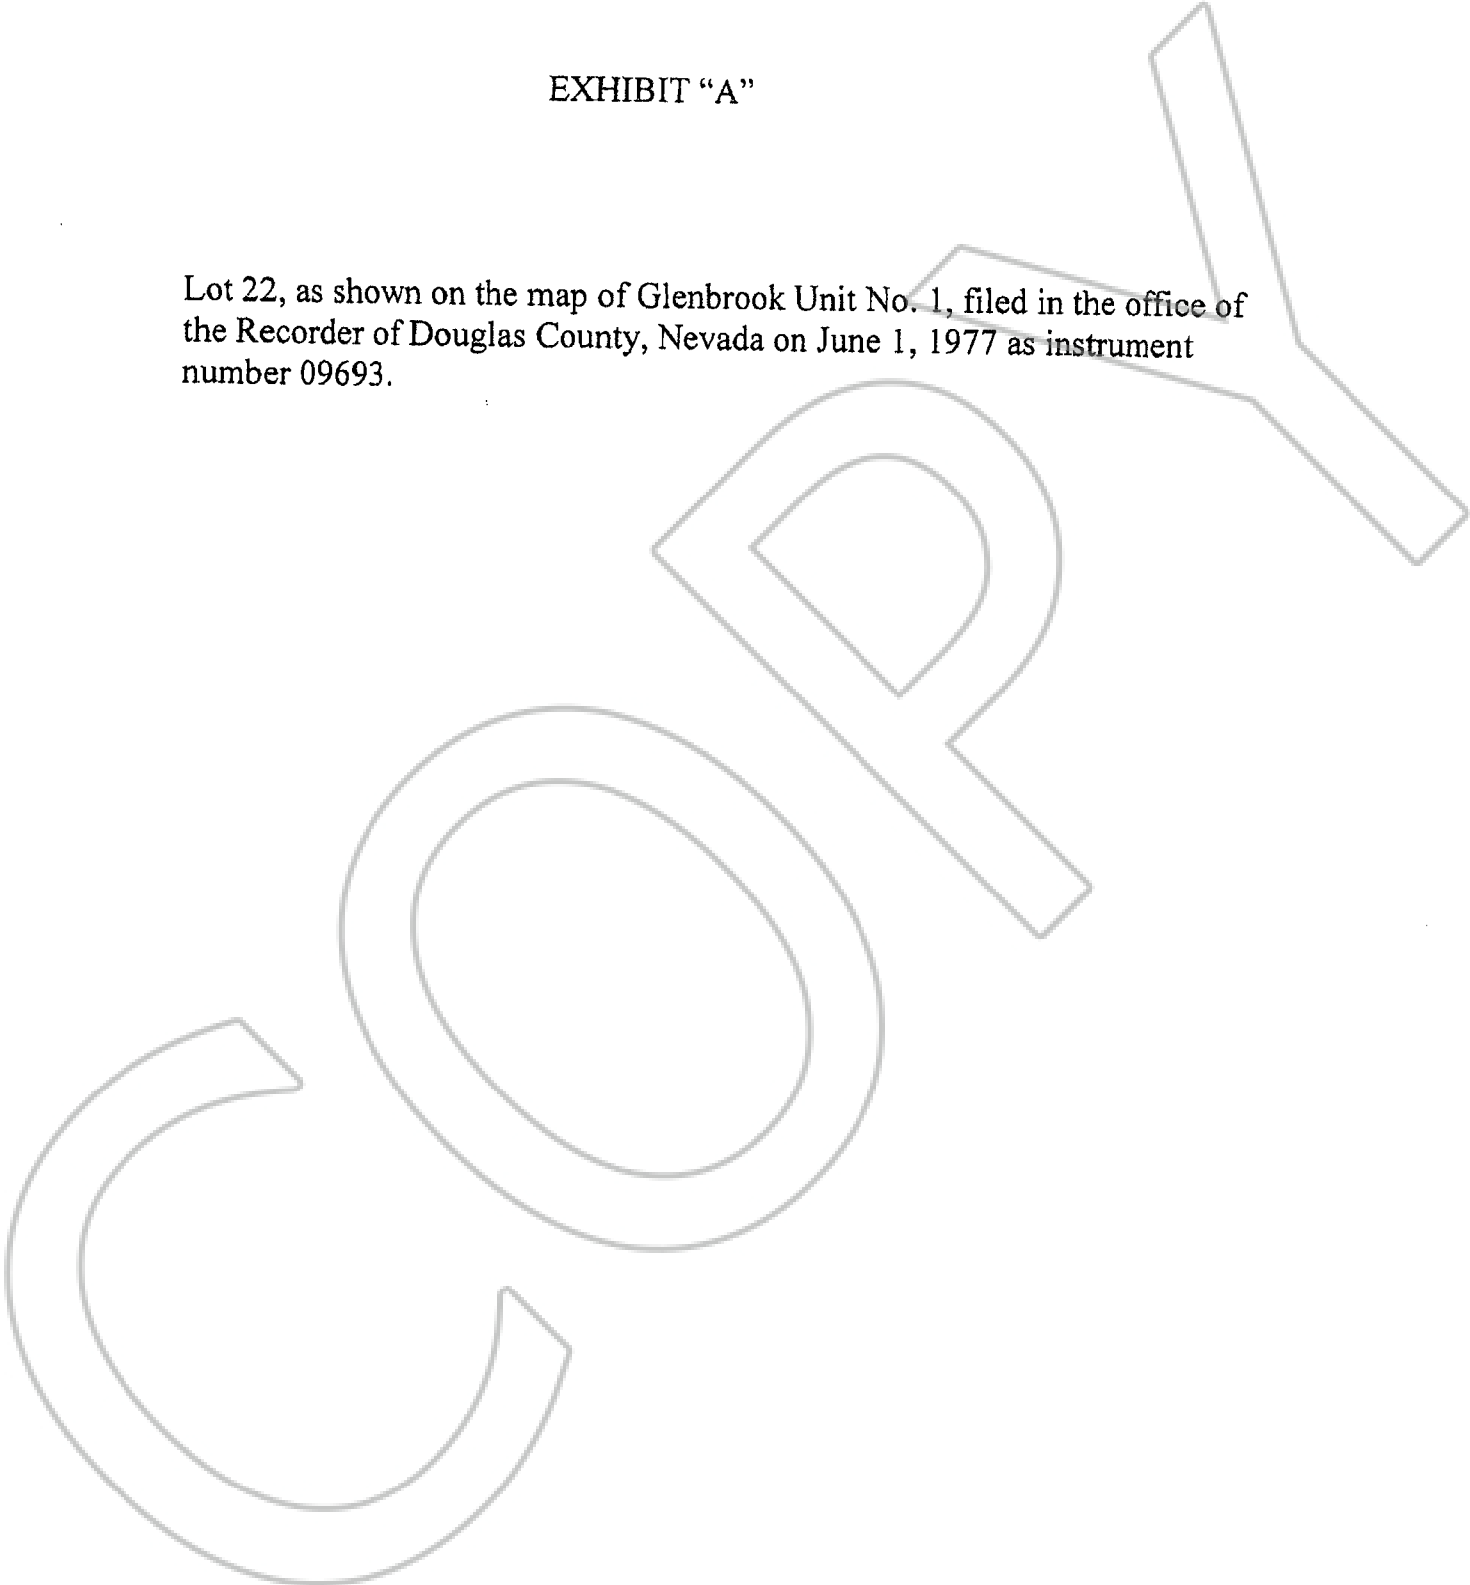 EXHIBIT “A”
Lot 22, as shown on the map of Glenbrook Unit No. 1, filed in the office of
the Recorder of Douglas County, Nevada on June 1, 1977 as instrument
number 09693.
COPY